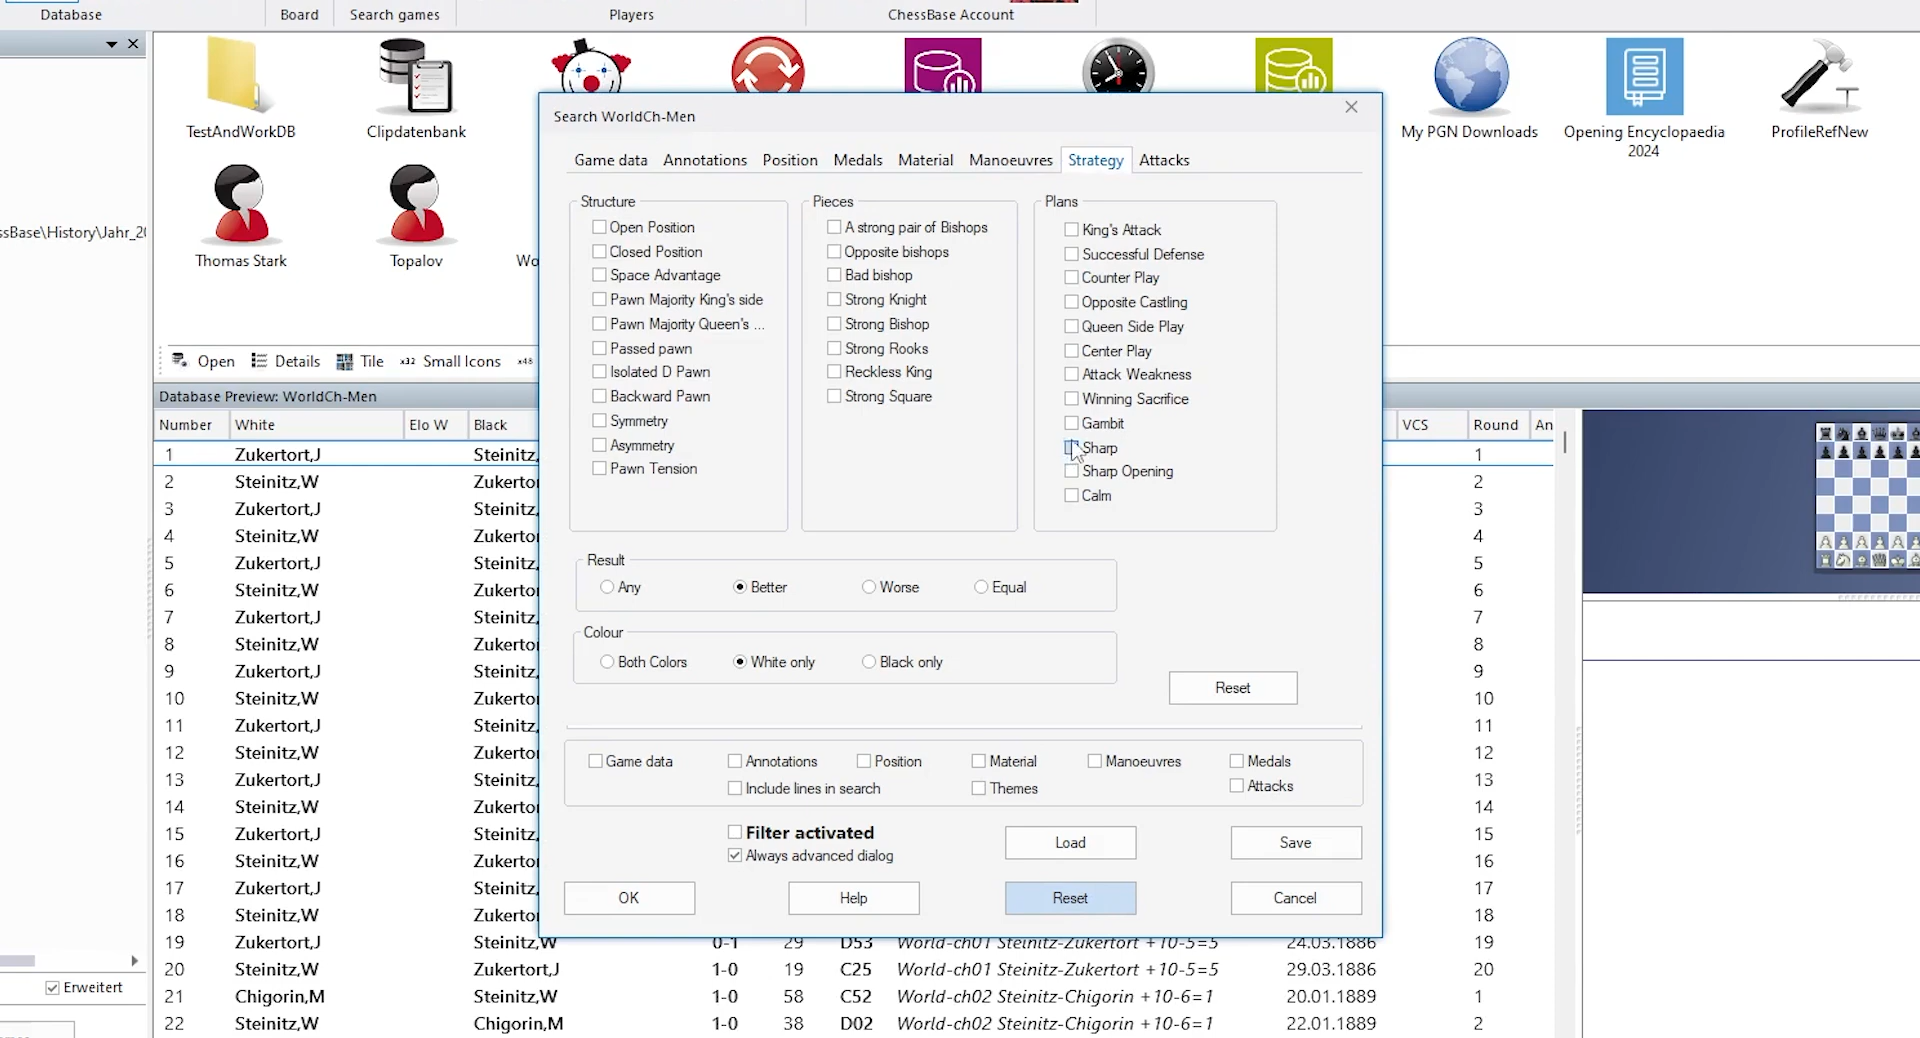 Database Board Search games Players ChessBase Account
TestAndWorkDB Clipdatenbank My PGN Downloads Opening Encyclopaedia 2024 ProfileRefNew
Thomas Stark Topalov Wo
ssBase\History\Jahr_20
Open Details Tile x32 Small Icons x48
Database Preview: WorldCh-Men
Number White Elo W Black VCS Round An
1 Zukertort,J Steinitz, 1
2 Steinitz,W Zukerto 2
3 Zukertort,J Steinitz, 3
4 Steinitz,W Zukerto 4
5 Zukertort,J Steinitz, 5
6 Steinitz,W Zukerto 6
7 Zukertort,J Steinitz, 7
8 Steinitz,W Zukerto 8
9 Zukertort,J Steinitz, 9
10 Steinitz,W Zukerto 10
11 Zukertort,J Steinitz, 11
12 Steinitz,W Zukerto 12
13 Zukertort,J Steinitz, 13
14 Steinitz,W Zukerto 14
15 Zukertort,J Steinitz, 15
16 Steinitz,W Zukerto 16
17 Zukertort,J Steinitz, 17
18 Steinitz,W Zukerto 18
19 Zukertort,J Steinitz,W 0-1 29 D53 World-ch01 Steinitz-Zukertort +10-5=5 24.03.1886 19
20 Steinitz,W Zukertort,J 1-0 19 C25 World-ch01 Steinitz-Zukertort +10-5=5 29.03.1886 20
21 Chigorin,M Steinitz,W 1-0 58 C52 World-ch02 Steinitz-Chigorin +10-6=1 20.01.1889 1
22 Steinitz,W Chigorin,M 1-0 38 D02 World-ch02 Steinitz-Chigorin +10-6=1 22.01.1889 2
Erweitert
Search WorldCh-Men
Game data Annotations Position Medals Material Manoeuvres Strategy Attacks
Structure
Open Position
Closed Position
Space Advantage
Pawn Majority King's side
Pawn Majority Queen's ...
Passed pawn
Isolated D Pawn
Backward Pawn
Symmetry
Asymmetry
Pawn Tension
Pieces
A strong pair of Bishops
Opposite bishops
Bad bishop
Strong Knight
Strong Bishop
Strong Rooks
Reckless King
Strong Square
Plans
King's Attack
Successful Defense
Counter Play
Opposite Castling
Queen Side Play
Center Play
Attack Weakness
Winning Sacrifice
Gambit
Sharp
Sharp Opening
Calm
Result
Any Better Worse Equal
Colour
Both Colors White only Black only
Reset
Game data Annotations Position Material Manoeuvres Medals
Include lines in search Themes Attacks
Filter activated
Always advanced dialog
Load Save
OK Help Reset Cancel